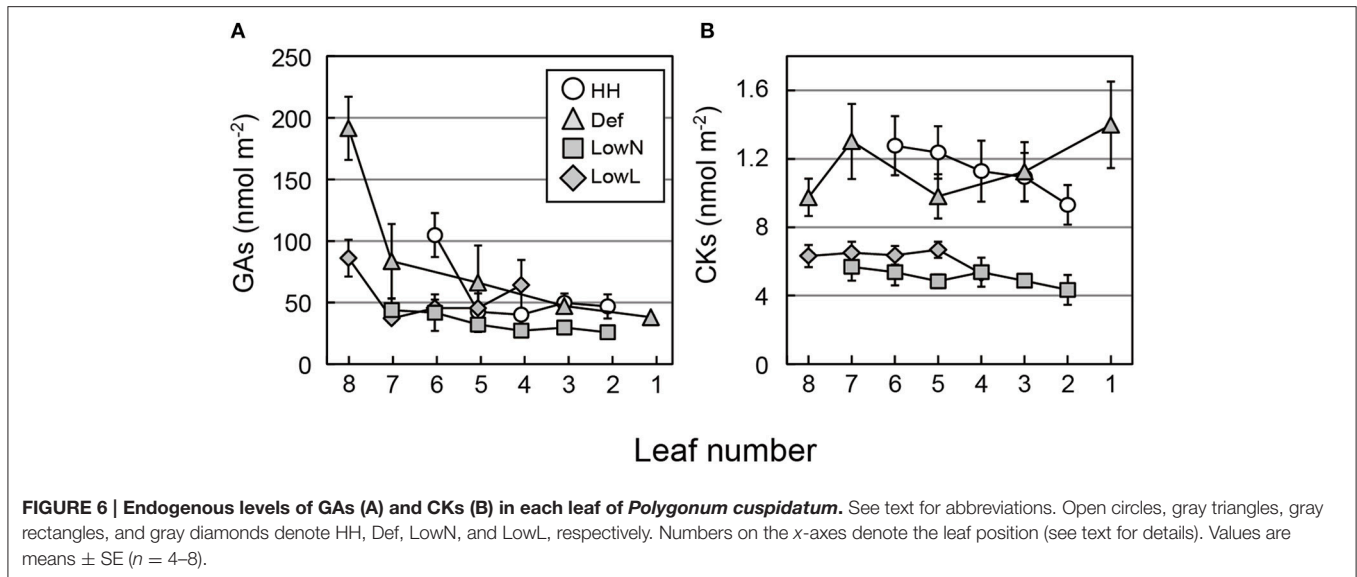 A
B
250
200
150
100
50
0
GAs (nmol m-2)
HH
Def
LowN
LowL
8 7 6 5 4 3 2 1
1.6
1.2
8
4
0
CKs (nmol m-2)
8 7 6 5 4 3 2 1
Leaf number
FIGURE 6 | Endogenous levels of GAs (A) and CKs (B) in each leaf of Polygonum cuspidatum. See text for abbreviations. Open circles, gray triangles, gray
rectangles, and gray diamonds denote HH, Def, LowN, and LowL, respectively. Numbers on the x-axes denote the leaf position (see text for details). Values are
means ± SE (n = 4–8).